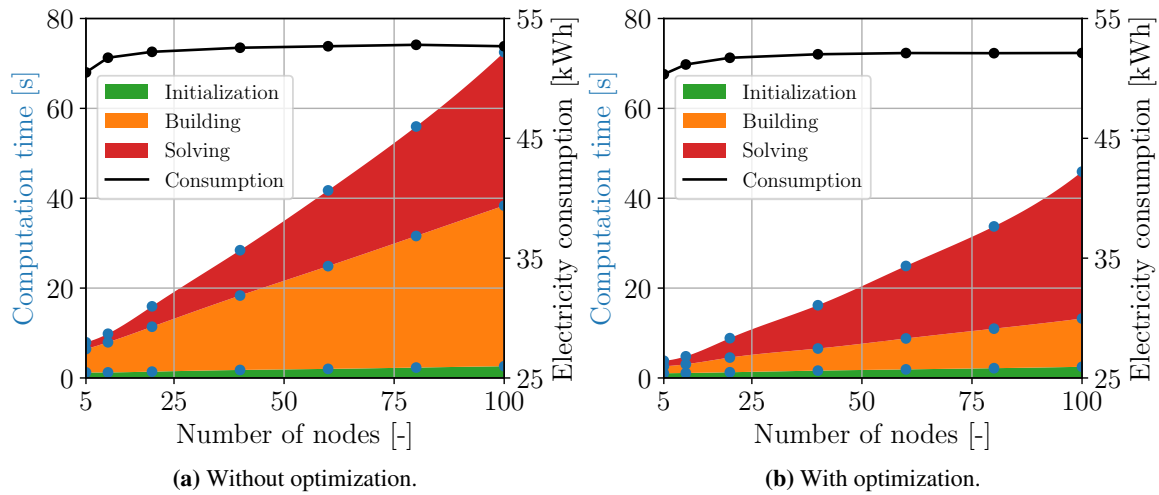 80
60
40
20
0
Computation time [s]
55
45
35
25
Electricity consumption [kWh]
Initialization
Building
Solving
Consumption
5
25
50
75
100
Number of nodes [-]
(a) Without optimization.
80
60
40
20
0
Computation time [s]
55
45
35
25
Electricity consumption [kWh]
Initialization
Building
Solving
Consumption
5
25
50
75
100
Number of nodes [-]
(b) With optimization.